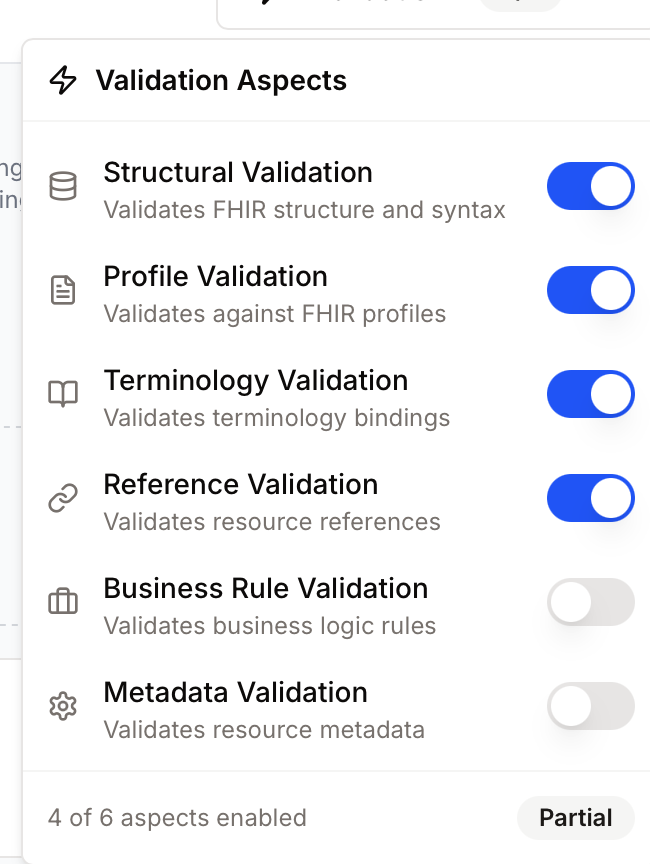 Validation Aspects
Structural Validation
Validates FHIR structure and syntax
Profile Validation
Validates against FHIR profiles
Terminology Validation
Validates terminology bindings
Reference Validation
Validates resource references
Business Rule Validation
Validates business logic rules
Metadata Validation
Validates resource metadata
4 of 6 aspects enabled
Partial